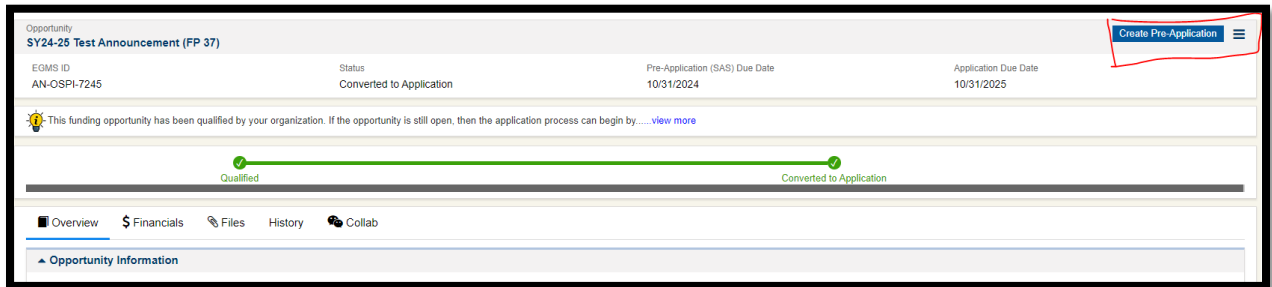 Opportunity
SY24-25 Test Announcement (FP 37)
Create Pre-Application
EGMS ID
Status
Pre-Application (SAS) Due Date
Application Due Date
AN-OSPI-7245
Converted to Application
10/31/2024
10/31/2025
This funding opportunity has been qualified by your organization. If the opportunity is still open, then the application process can begin by......view more
Qualified
Converted to Application
Overview
$ Financials
Files
History
Collab
Opportunity Information